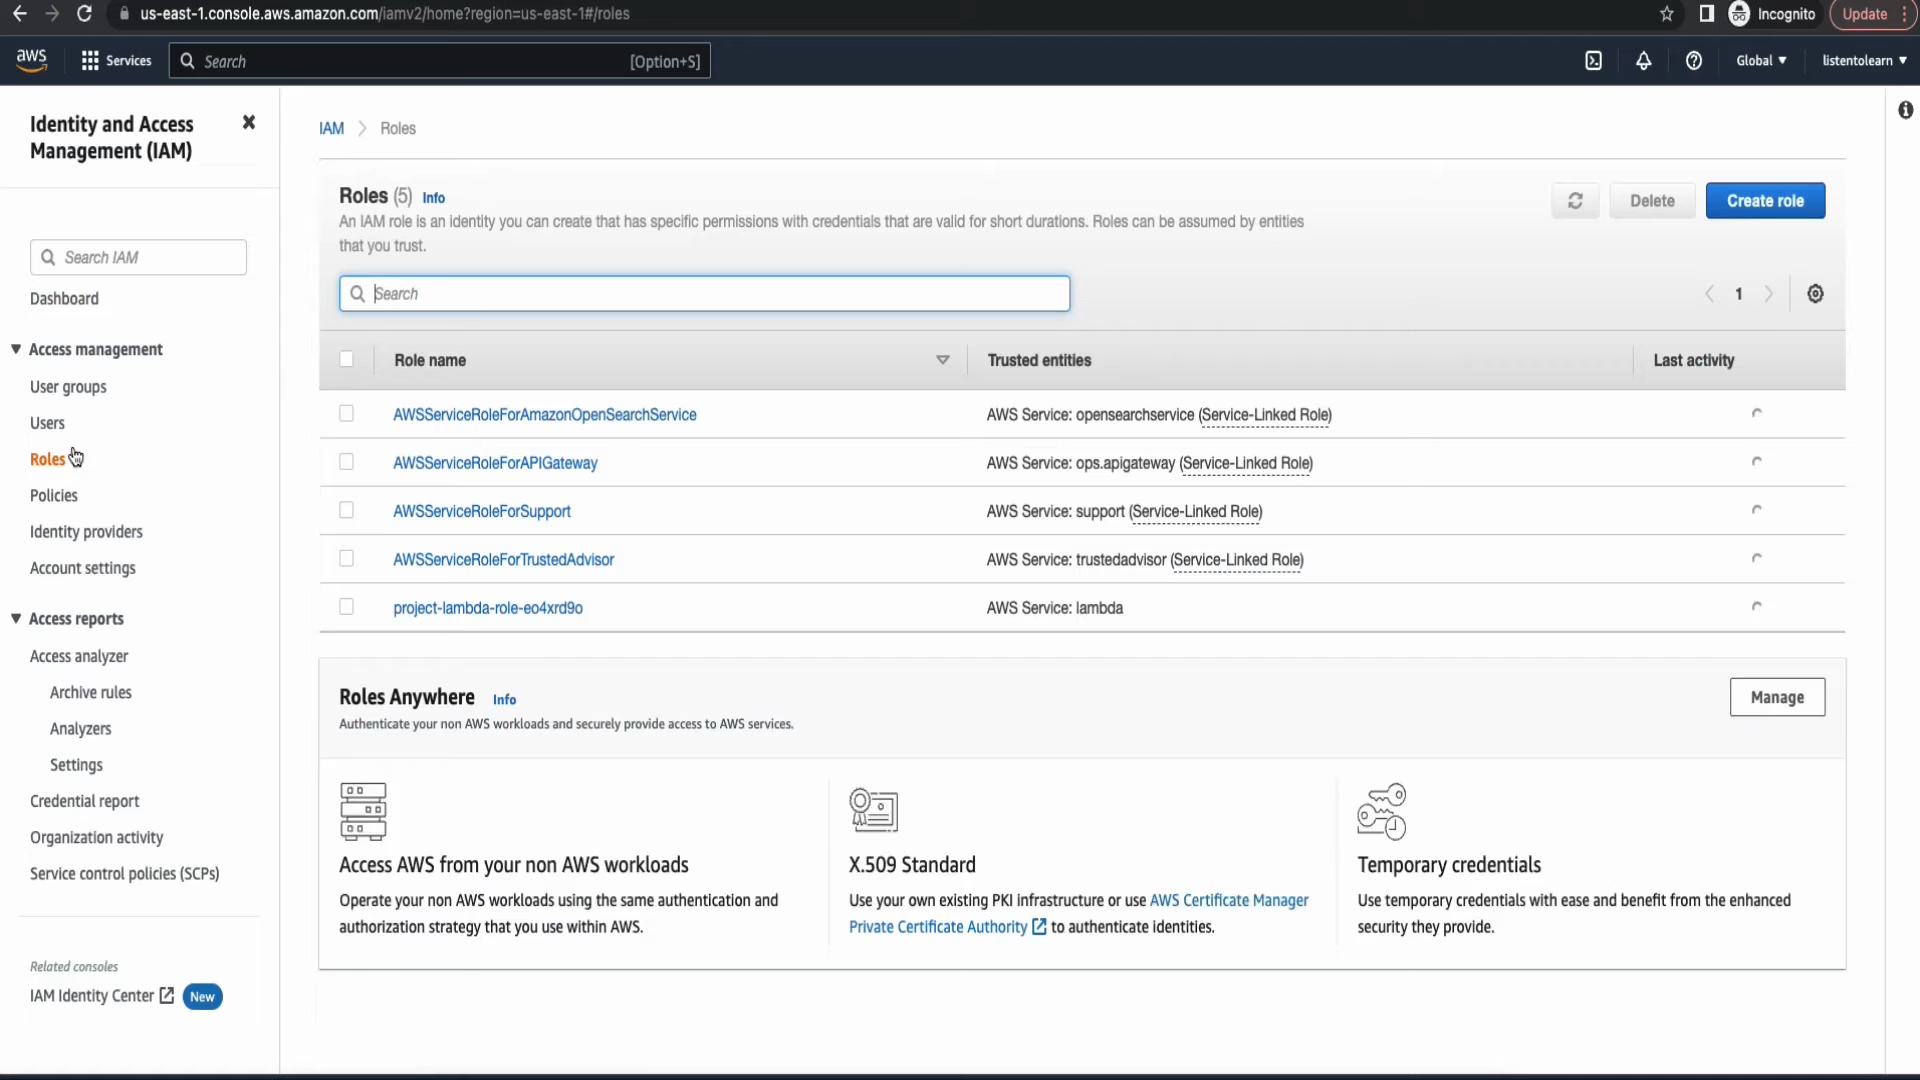 us-east-1.console.aws.amazon.com/iamv2/home?region=us-east-1#/roles
Incognito
Update
aws
Services
Search
[Option+S]
Global
listentolearn
Identity and Access
Management (IAM)
Search IAM
Dashboard
Access management
User groups
Users
Roles
Policies
Identity providers
Account settings
Access reports
Access analyzer
Archive rules
Analyzers
Settings
Credential report
Organization activity
Service control policies (SCPs)
Related consoles
IAM Identity Center
New
IAM
Roles
Roles (5) Info
An IAM role is an identity you can create that has specific permissions with credentials that are valid for short durations. Roles can be assumed by entities
that you trust.
Delete
Create role
Search
1
Role name
Trusted entities
Last activity
AWSServiceRoleForAmazonOpenSearchService
AWS Service: opensearchservice (Service-Linked Role)
AWSServiceRoleForAPIGateway
AWS Service: ops.apigateway (Service-Linked Role)
AWSServiceRoleForSupport
AWS Service: support (Service-Linked Role)
AWSServiceRoleForTrustedAdvisor
AWS Service: trustedadvisor (Service-Linked Role)
project-lambda-role-eo4xrd9o
AWS Service: lambda
Roles Anywhere Info
Authenticate your non AWS workloads and securely provide access to AWS services.
Manage
Access AWS from your non AWS workloads
Operate your non AWS workloads using the same authentication and
authorization strategy that you use within AWS.
X.509 Standard
Use your own existing PKI infrastructure or use AWS Certificate Manager
Private Certificate Authority to authenticate identities.
Temporary credentials
Use temporary credentials with ease and benefit from the enhanced
security they provide.